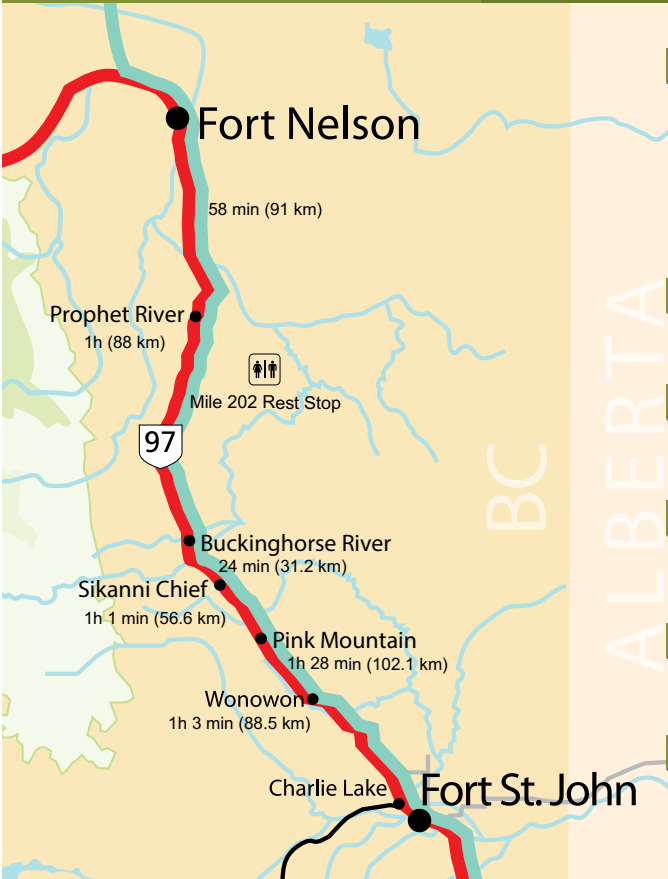 Fort Nelson
58 min (91 km)
Prophet River
1h (88 km)
Mile 202 Rest Stop
97
BC
ALBERTA
Buckinghorse River
24 min (31.2 km)
Sikanni Chief
1h 1 min (56.6 km)
Pink Mountain
1h 28 min (102.1 km)
Wonowon
1h 3 min (88.5 km)
Charlie Lake
Fort St. John